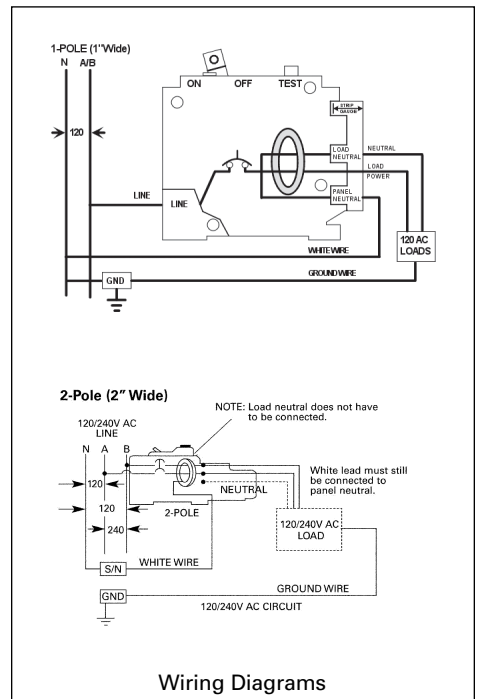 1-POLE (1"Wide)
N A/B
ON OFF TEST
STRIP
GAUGE
120
LOAD
NEUTRAL
NEUTRAL
LOAD
POWER
LINE
LINE
PANEL
NEUTRAL
WHITE WIRE
120 AC
LOADS
GROUND WIRE
GND
2-Pole (2" Wide)
NOTE: Load neutral does not have
to be connected.
120/240V AC
LINE
N A B
White lead must still
be connected to
panel neutral.
120
NEUTRAL
120
2-POLE
240
120/240V AC
LOAD
WHITE WIRE
S/N
GROUND WIRE
GND
120/240V AC CIRCUIT
Wiring Diagrams